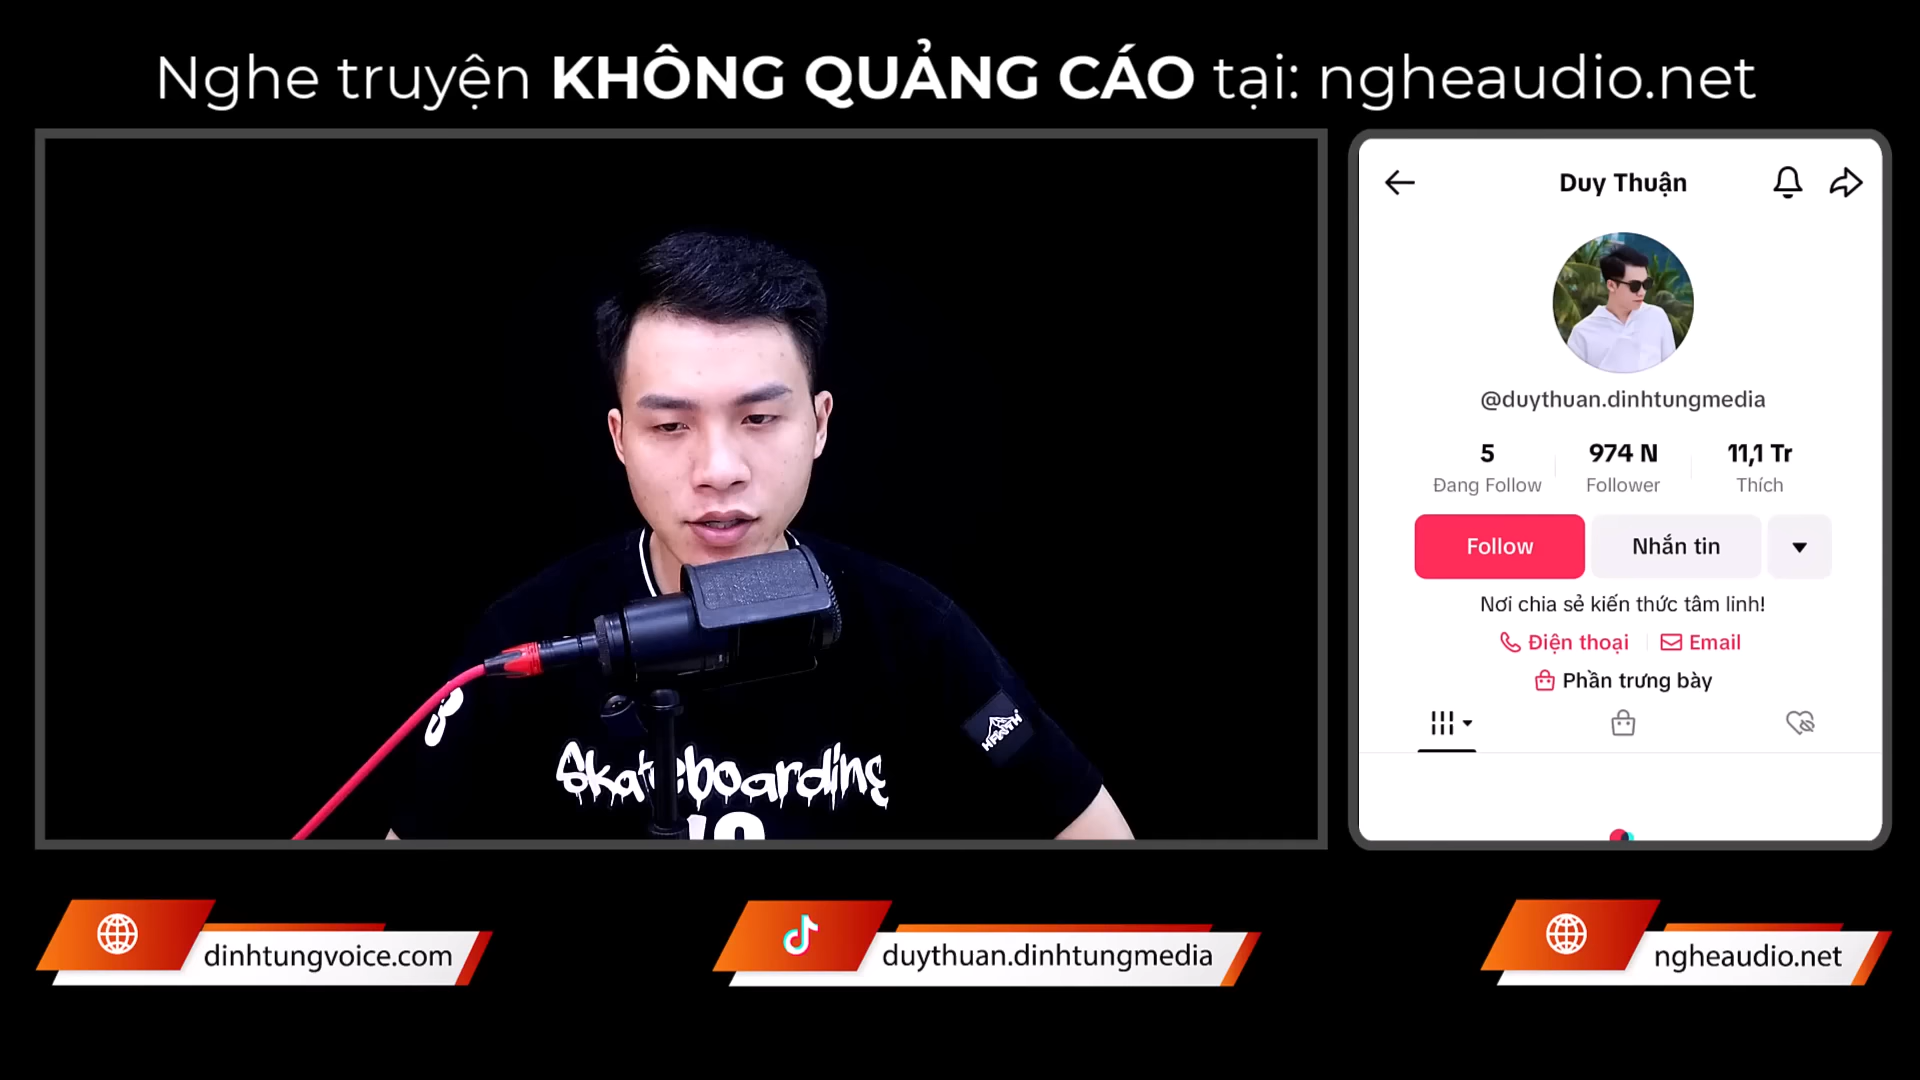 Nghe truyện KHÔNG QUẢNG CÁO tại: ngheaudio.net
Duy Thuận
@duythuan.dinhtungmedia
5 974 N 11,1 Tr
Đang Follow Follower Thích
Follow Nhắn tin
Nơi chia sẻ kiến thức tâm linh!
Điện thoại Email
Phần trưng bày
Skateboarding
dinhtungvoice.com
duythuan.dinhtungmedia
ngheaudio.net